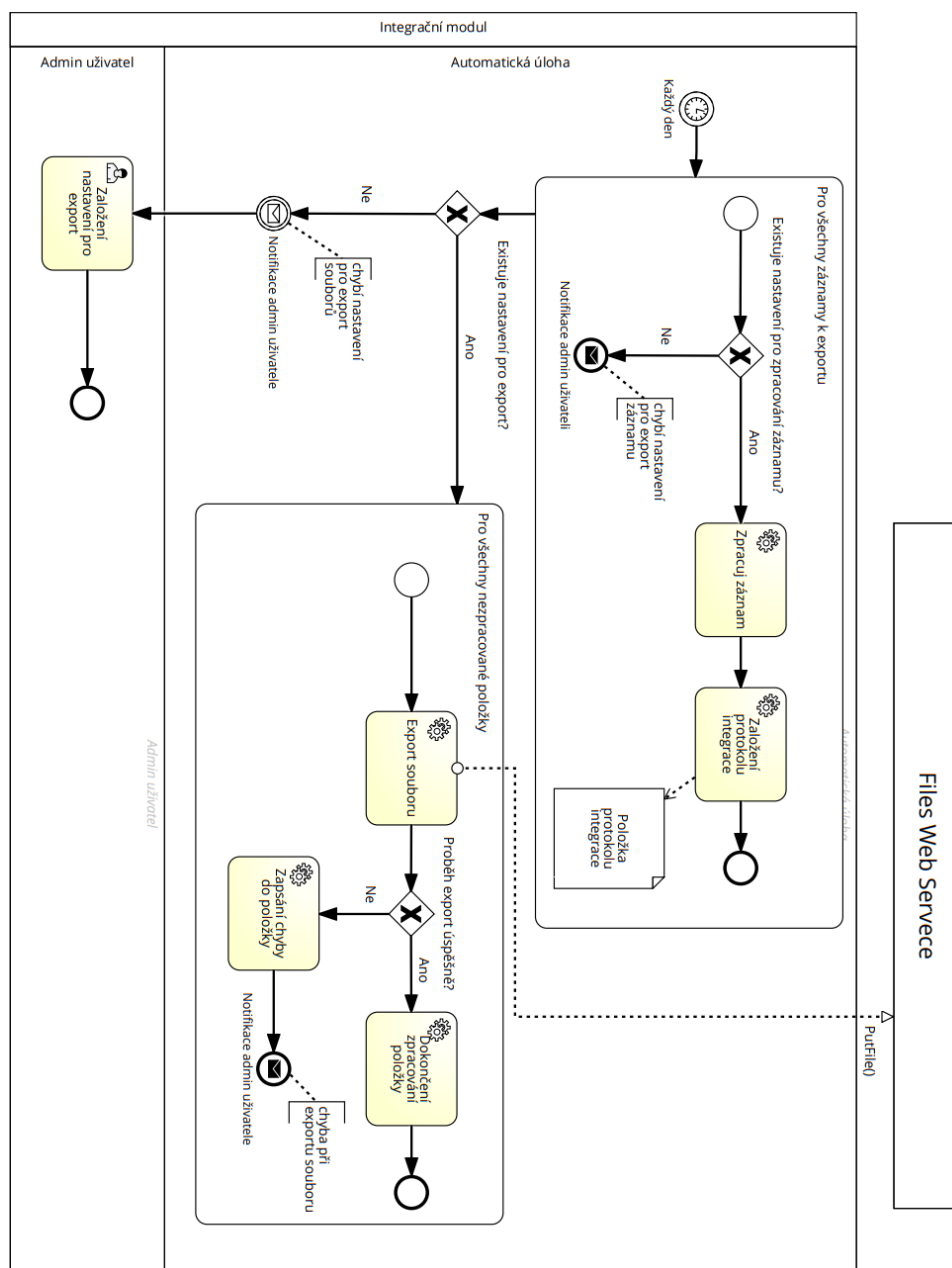 Integrační modul
Admin uživatel
Automatická úloha
Každý den
Pro všechny záznamy k exportu
Existuje nastavení pro zpracování záznamu?
Ne
Notifikace admin uživateli
chybí nastavení
pro export
záznamu
Ano
Zpracuj záznam
Založení
protokolu
integrace
Položka
protokolu
integrace
Automatická úloha
Existuje nastavení pro export?
Ne
Notifikace admin uživatele
chybí nastavení
pro export
souborů
Založení
nastavení pro
export
Ano
Pro všechny nezpracované položky
Export souboru
Proběh export úspěšně?
Ne
Zapsání chyby
do položky
Notifikace admin uživatele
chyba při
exportu souboru
Ano
Dokončení
zpracování
položky
Admin uživatel
PutFile()
Files Web Servece